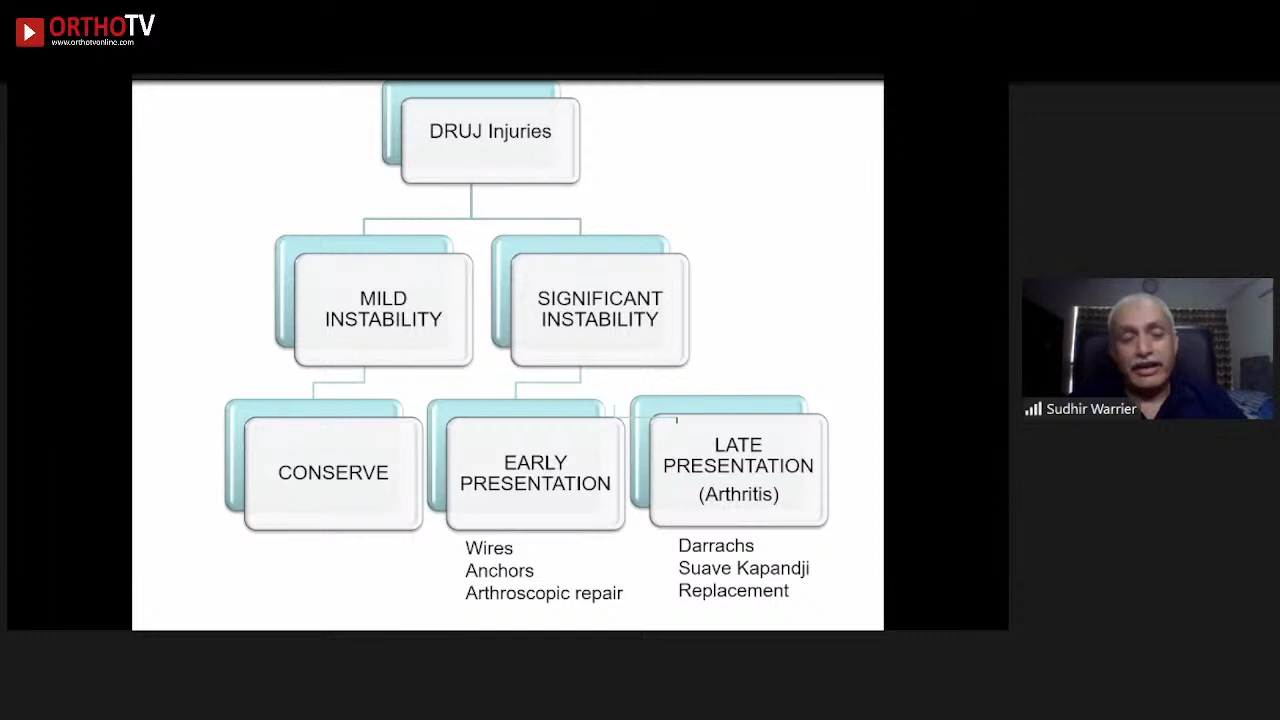 ORTHOTV
www.orthotvonline.com
DRUJ Injuries
MILD
INSTABILITY
SIGNIFICANT
INSTABILITY
CONSERVE
EARLY
PRESENTATION
LATE
PRESENTATION
(Arthritis)
Wires
Anchors
Arthroscopic repair
Darrachs
Suave Kapandji
Replacement
Sudhir Warrier